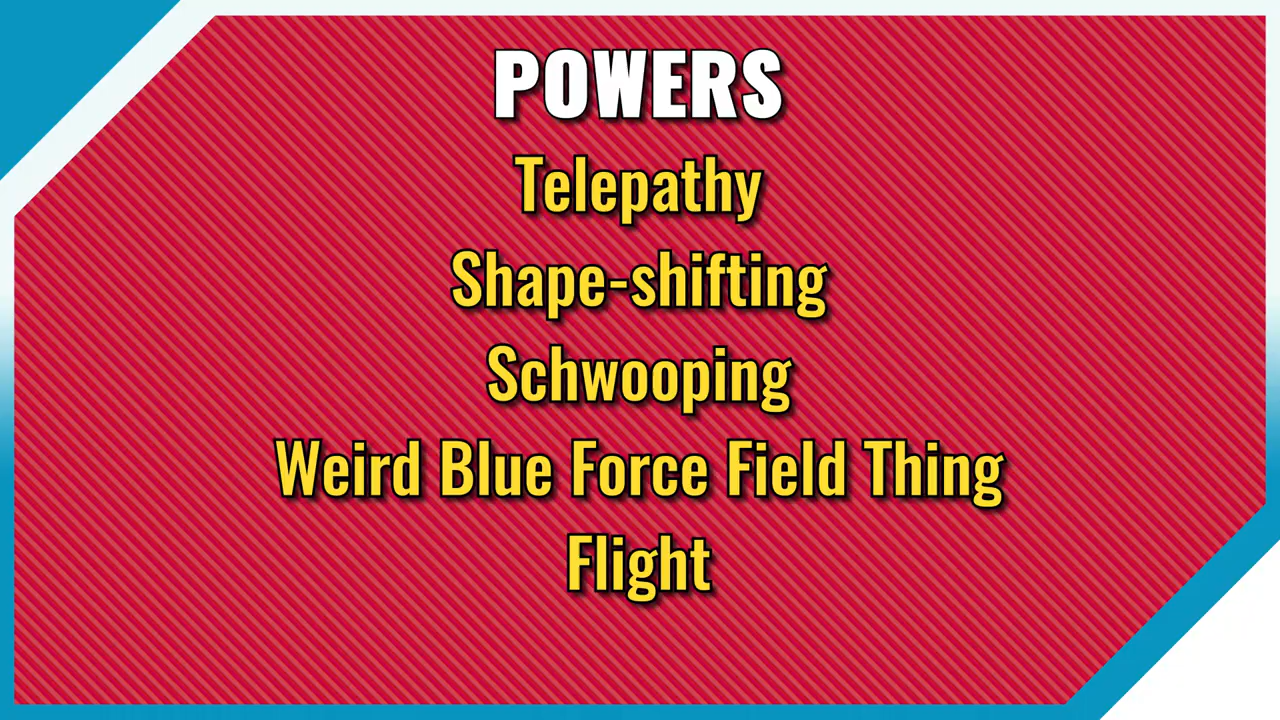 POWERS
Telepathy
Shape-shifting
Schwooping
Weird Blue Force Field Thing
Flight